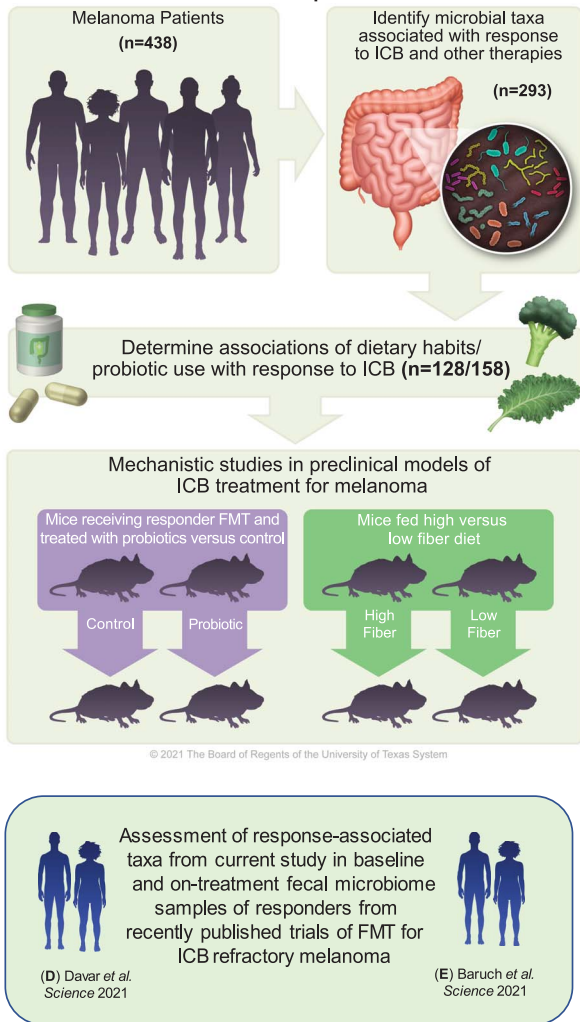 Melanoma Patients
(n=438)
Identify microbial taxa
associated with response
to ICB and other therapies
(n=293)
Determine associations of dietary habits/
probiotic use with response to ICB (n=128/158)
Mechanistic studies in preclinical models of
ICB treatment for melanoma
Mice receiving responder FMT and
treated with probiotics versus control
Control
Probiotic
Mice fed high versus
low fiber diet
High
Fiber
Low
Fiber
© 2021 The Board of Regents of the University of Texas System
Assessment of response-associated
taxa from current study in baseline
and on-treatment fecal microbiome
samples of responders from
recently published trials of FMT for
ICB refractory melanoma
(D) Davar et al.
Science 2021
(E) Baruch et al.
Science 2021